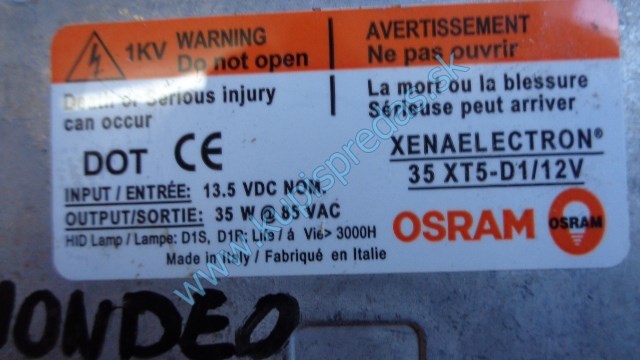 1KV WARNING
Do not open
AVERTISSEMENT
Ne pas ouvrir
Death or serious injury
can occur
La mort ou la blessure
Sérieuse peut arriver
DOT CE
XENAELECTRON®
35 XT5-D1/12V
INPUT / ENTRÉE: 13.5 VDC NOM.
OUTPUT/SORTIE: 35 W @ 85 VAC
HID Lamp / Lampe: D1S, D1R; Life / á Vie> 3000H
Made in Italy / Fabriqué en Italie
OSRAM
OSRAM
MONDEO
www.kupispredaj.sk